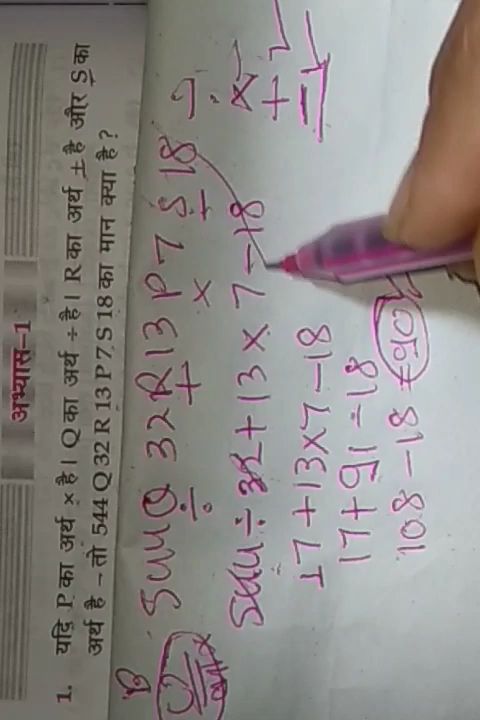 अभ्यास–1
1. यदि P का अर्थ × है। Q का अर्थ ÷ है। R का अर्थ + है और S का
अर्थ है – तो 544 Q 32 R 13 P 7 S 18 का मान क्या है ?
544 Q 32 R 13 P 7 S 18
÷ + × -
544 ÷ 32 + 13 × 7 - 18
17 + 13 × 7 - 18
17 + 91 - 18
108 - 18 = 90
÷
×
+
-